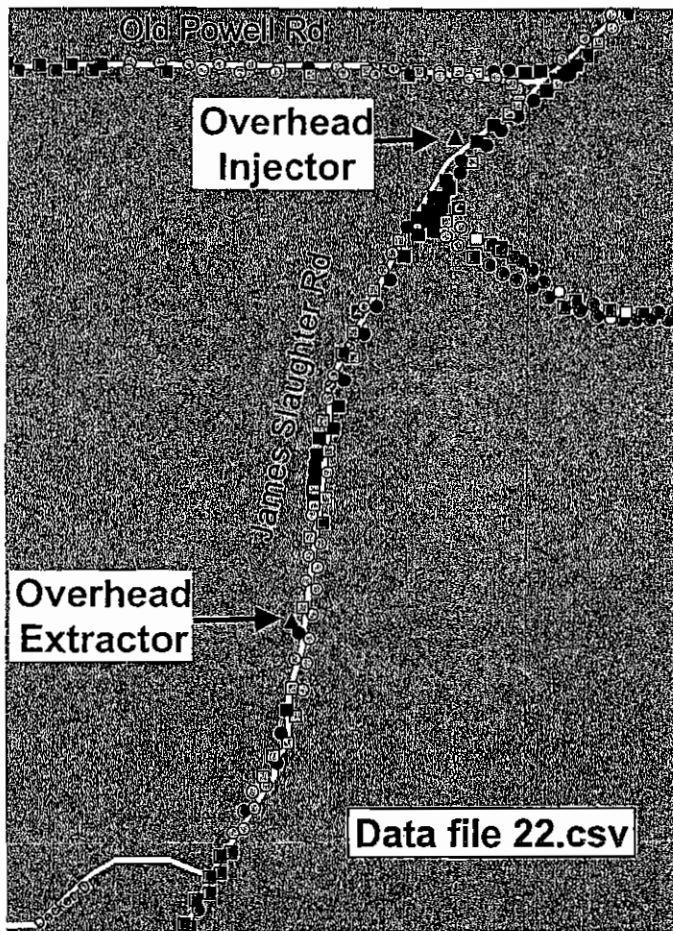 Old Powell Rd
Overhead
Injector
James Slaughter Rd
Overhead
Extractor
Data file 22.csv